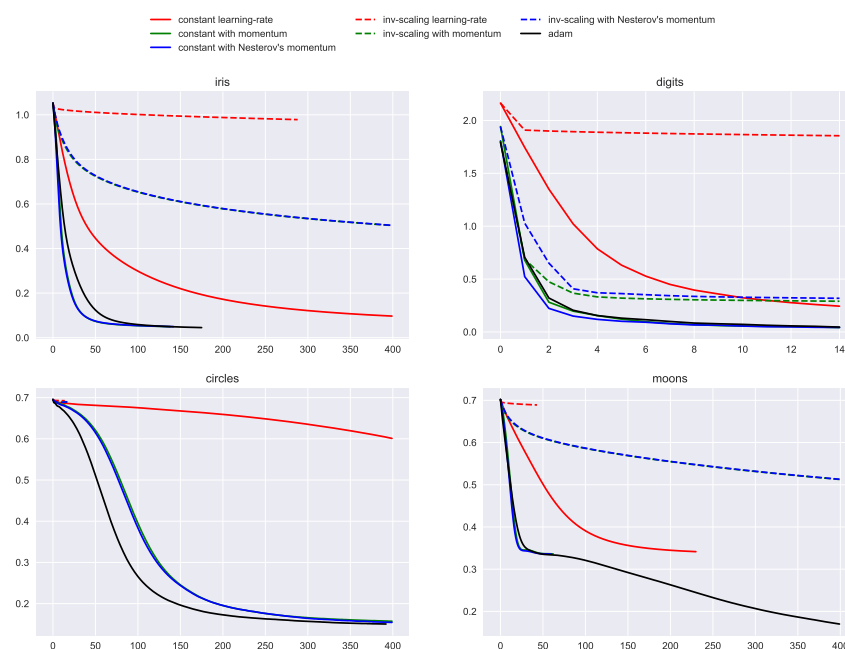 constant learning-rate
constant with momentum
constant with Nesterov's momentum
inv-scaling learning-rate
inv-scaling with momentum
inv-scaling with Nesterov's momentum
adam
iris
1.0
0.8
0.6
0.4
0.2
0.0
0 50 100 150 200 250 300 350 400
digits
2.0
1.5
1.0
0.5
0.0
0 2 4 6 8 10 12 14
circles
0.7
0.6
0.5
0.4
0.3
0.2
0 50 100 150 200 250 300 350 400
moons
0.7
0.6
0.5
0.4
0.3
0.2
0 50 100 150 200 250 300 350 400